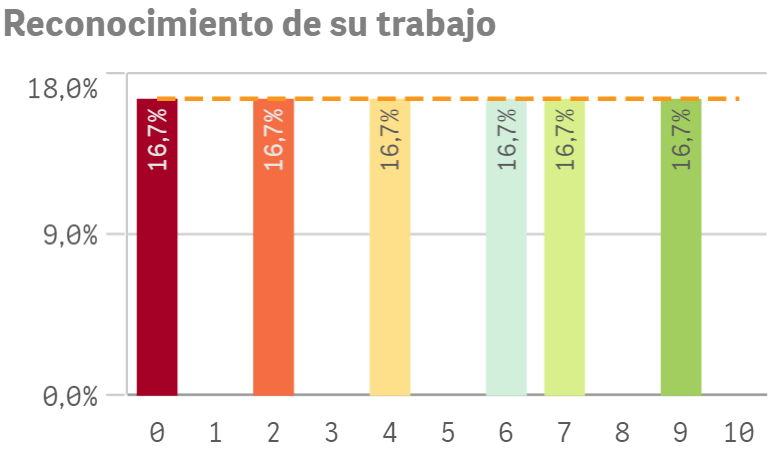 Reconocimiento de su trabajo
18,0%
9,0%
0,0%
16,7% 16,7% 16,7% 16,7% 16,7% 16,7%
0 1 2 3 4 5 6 7 8 9 10